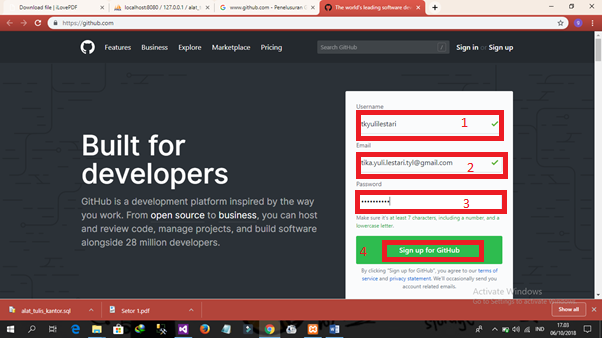 Download file | iLovePDF
localhost:8080 / 127.0.0.1 / alat_t
www.github.com - Penelusuran G
The world's leading software de
https://github.com
Features Business Explore Marketplace Pricing
Search GitHub /
Sign in or Sign up
Built for
developers
GitHub is a development platform inspired by the way
you work. From open source to business, you can host
and review code, manage projects, and build software
alongside 28 million developers.
Username
tkyulilestari
1
Email
tika.yuli.lestari.tyl@gmail.com
2
Password
••••••••••
3
Make sure it's at least 7 characters, including a number, and a
lowercase letter.
4
Sign up for GitHub
By clicking "Sign up for GitHub", you agree to our terms of
service and privacy statement. We'll occasionally send you
account related emails.
Activate Windows
Go to Settings to activate Windows.
alat_tulis_kantor.sql
Setor 1.pdf
Show all
IND
17.03
06/10/2018